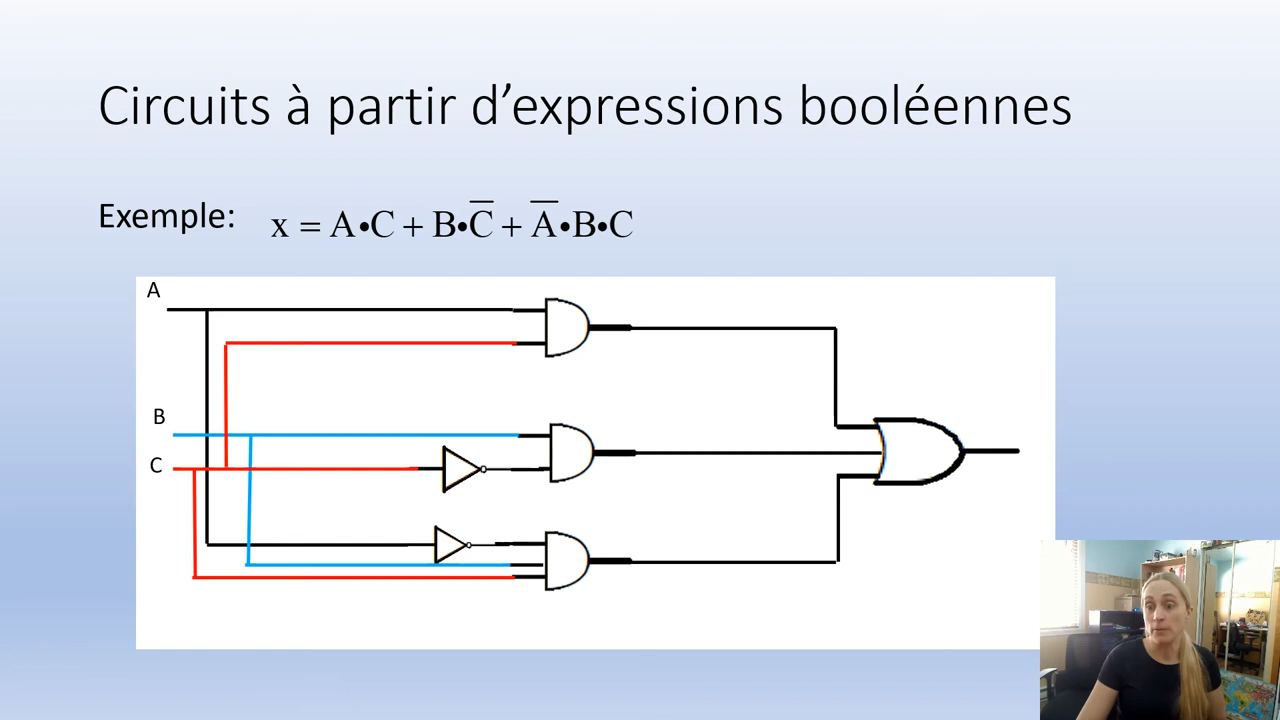 Circuits à partir d’expressions booléennes
Exemple: x = A•C + B•C̅ + A̅•B•C
A
B
C